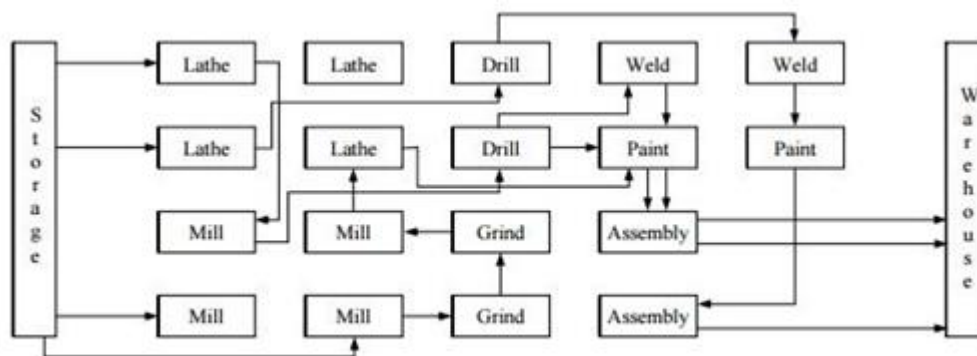 Storage
Lathe
Lathe
Drill
Weld
Weld
Lathe
Lathe
Drill
Paint
Paint
Mill
Mill
Grind
Assembly
Mill
Mill
Grind
Assembly
Warehouse